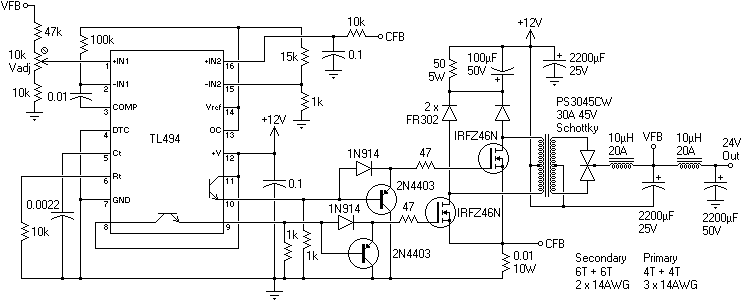 VFB
47k
10k
Vadj
10k
100k
0.01
1
+IN1
2
-IN1
3
COMP
4
DTC
5
Ct
6
Rt
7
GND
8
TL494
+IN2
16
-IN2
15
Vref
14
OC
13
+V
12
11
10
9
0.0022
10k
10k
CFB
0.1
15k
1k
+12V
0.1
1k
1k
1N914
1N914
2N4403
2N4403
47
47
50
5W
100µF
50V
2 x
FR302
IRFZ46N
IRFZ46N
+12V
2200µF
25V
PS3045CW
30A 45V
Schottky
10µH
20A
VFB
10µH
20A
24V
Out
2200µF
25V
2200µF
50V
CFB
0.01
10W
Secondary
6T + 6T
2 x 14AWG
Primary
4T + 4T
3 x 14AWG